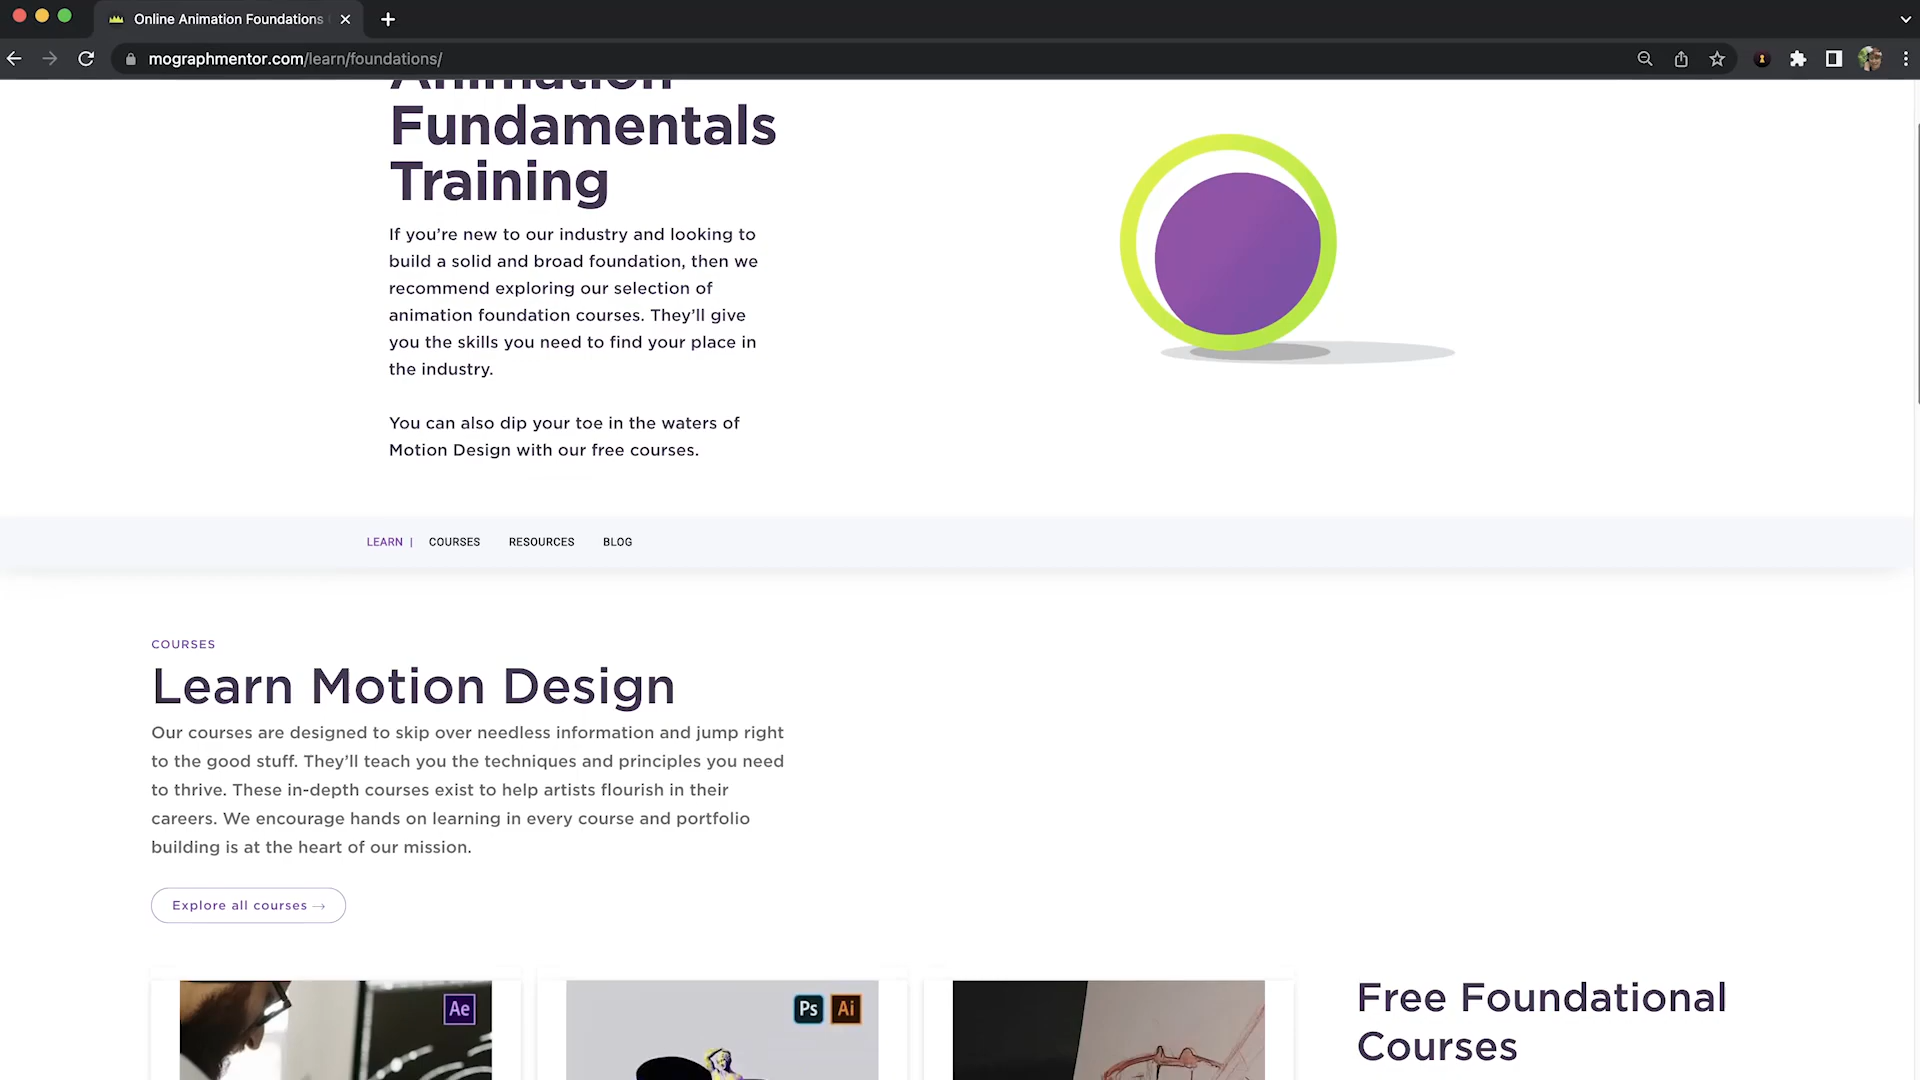 Online Animation Foundations
mographmentor.com/learn/foundations/
Animation
Fundamentals
Training
If you’re new to our industry and looking to
build a solid and broad foundation, then we
recommend exploring our selection of
animation foundation courses. They’ll give
you the skills you need to find your place in
the industry.
You can also dip your toe in the waters of
Motion Design with our free courses.
LEARN | COURSES RESOURCES BLOG
COURSES
Learn Motion Design
Our courses are designed to skip over needless information and jump right
to the good stuff. They’ll teach you the techniques and principles you need
to thrive. These in-depth courses exist to help artists flourish in their
careers. We encourage hands on learning in every course and portfolio
building is at the heart of our mission.
Explore all courses →
Ae
Ps Ai
Free Foundational
Courses